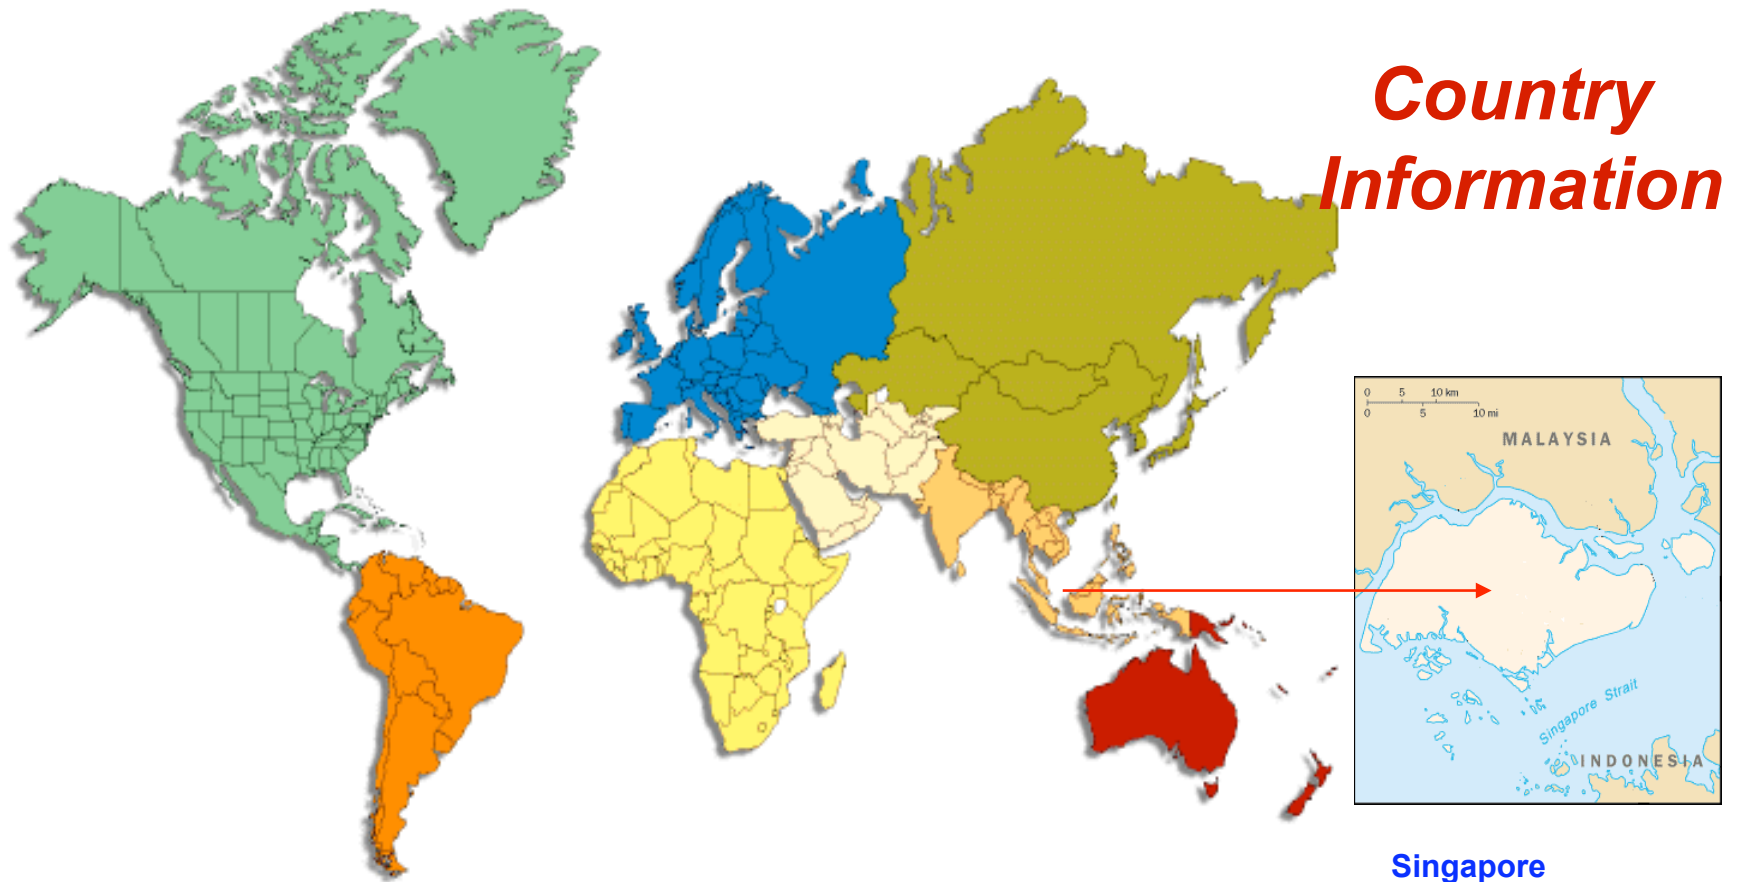 Country
Information
0 5 10 km
0 5 10 mi
MALAYSIA
Singapore Strait
INDONESIA
Singapore